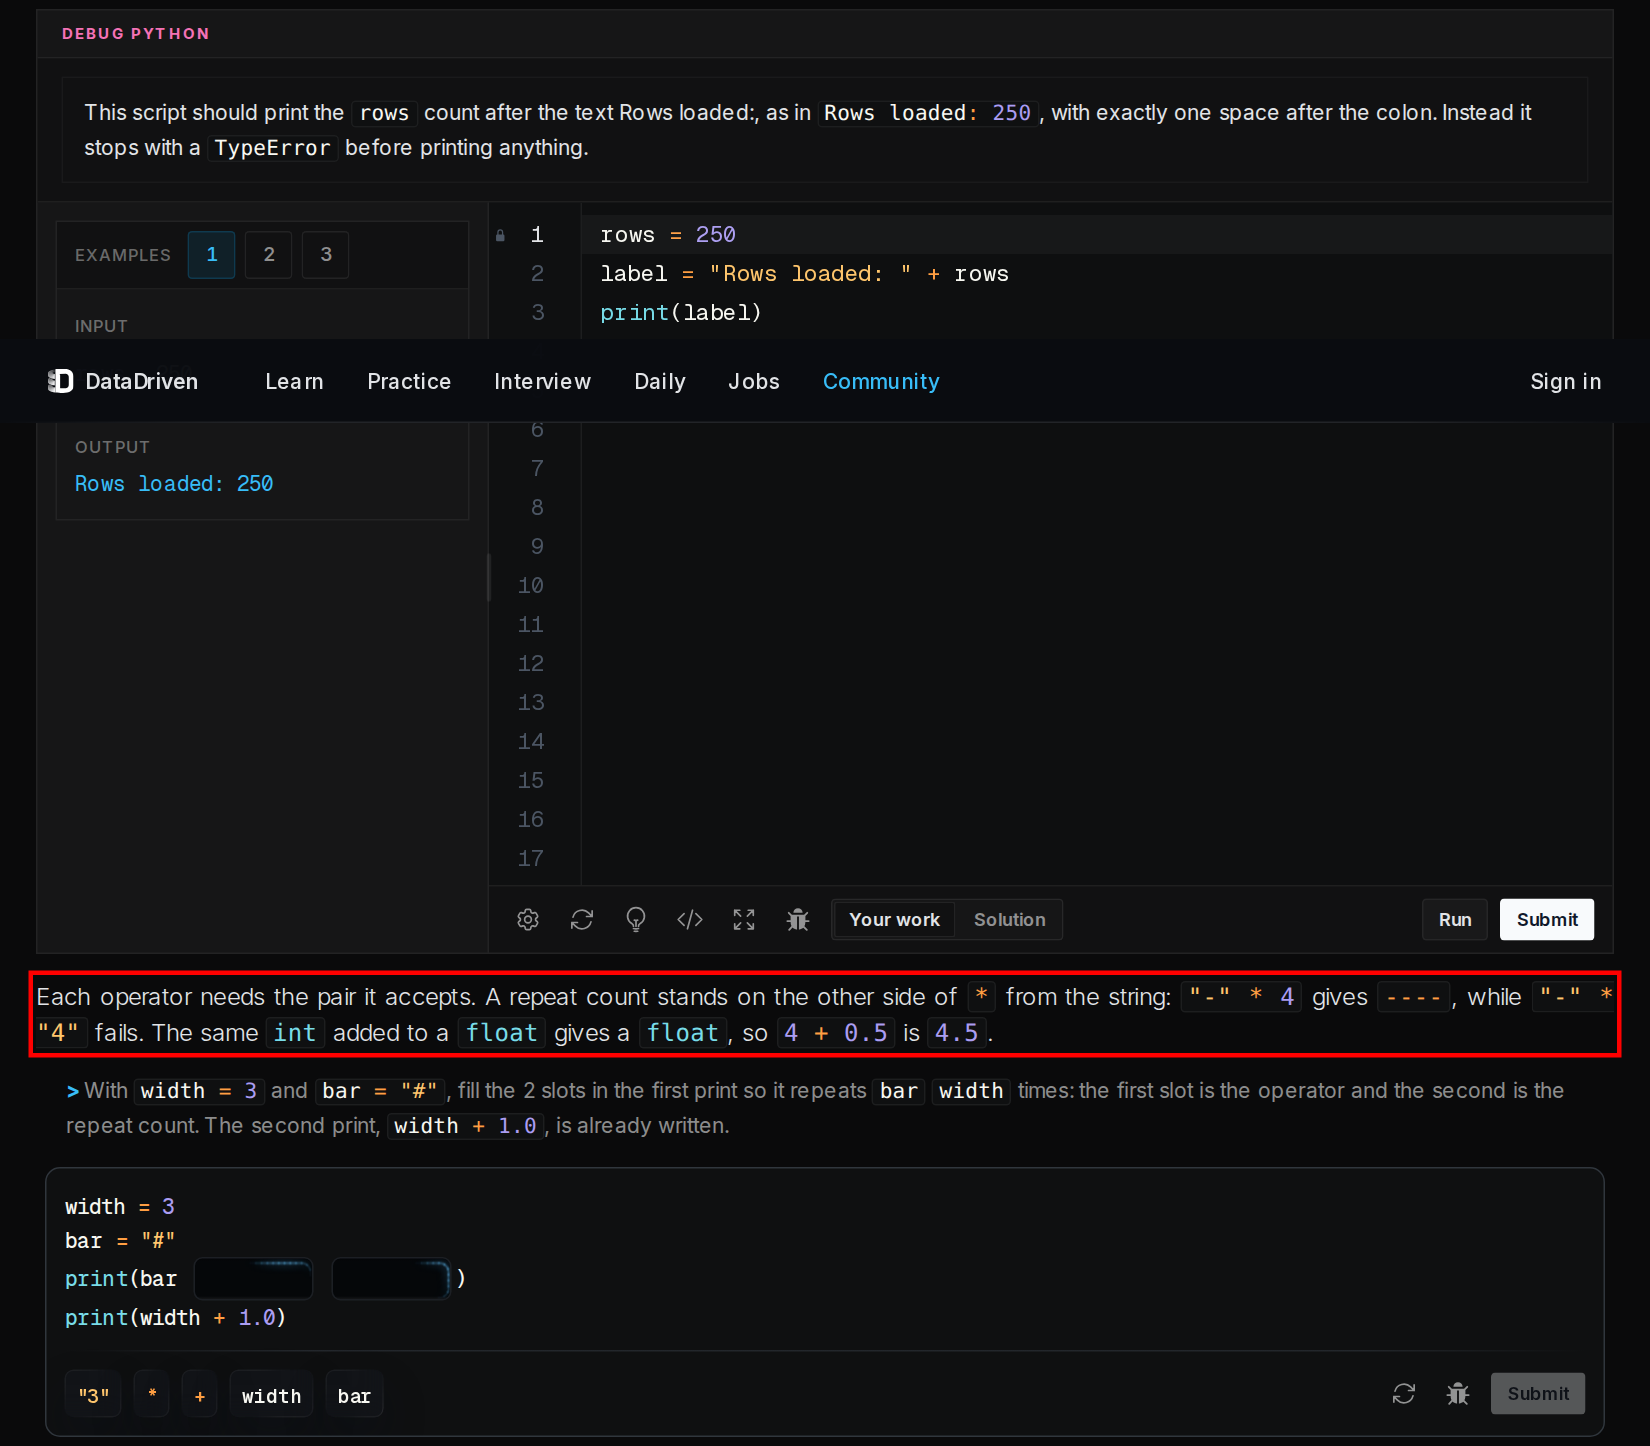 DEBUG PYTHON
This script should print the rows count after the text Rows loaded:, as in Rows loaded: 250, with exactly one space after the colon. Instead it
stops with a TypeError before printing anything.
EXAMPLES 1 2 3
INPUT
1 rows = 250
2 label = "Rows loaded: " + rows
3 print(label)
DataDriven Learn Practice Interview Daily Jobs Community Sign in
OUTPUT
Rows loaded: 250
6
7
8
9
10
11
12
13
14
15
16
17
Your work Solution Run Submit
Each operator needs the pair it accepts. A repeat count stands on the other side of * from the string: "-" * 4 gives ----, while "-" *
"4" fails. The same int added to a float gives a float, so 4 + 0.5 is 4.5.
> With width = 3 and bar = "#", fill the 2 slots in the first print so it repeats bar width times: the first slot is the operator and the second is the
repeat count. The second print, width + 1.0, is already written.
width = 3
bar = "#"
print(bar )
print(width + 1.0)
"3" * + width bar Submit